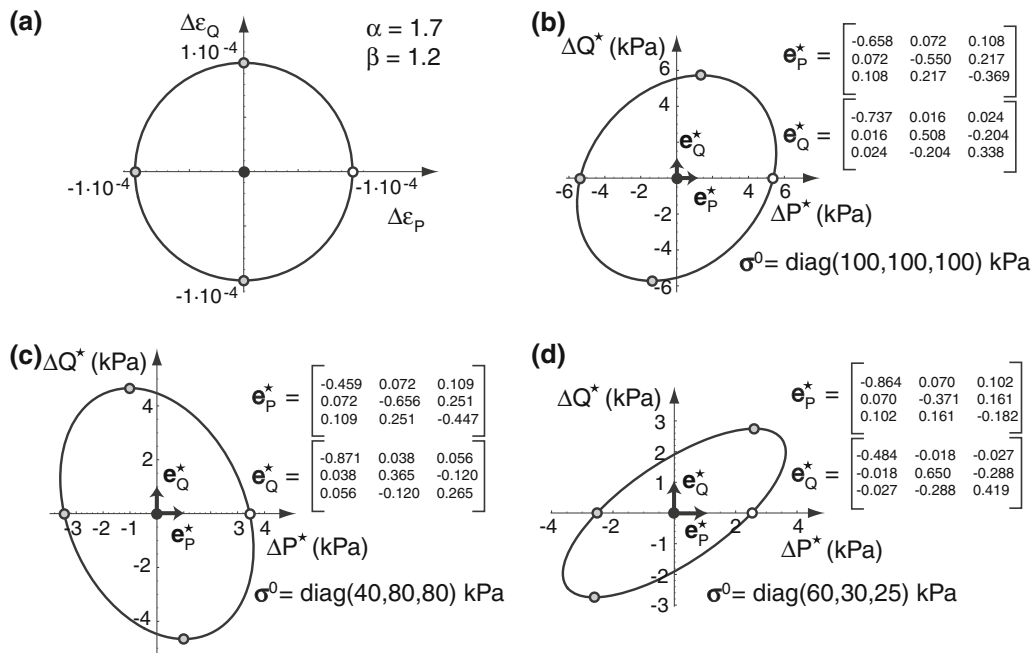 (a)
Δε_Q
1·10⁻⁴
α = 1.7
β = 1.2
-1·10⁻⁴
-1·10⁻⁴
Δε_P
-1·10⁻⁴
(b)
ΔQ* (kPa)
6
4
2
-2
-4
-6
-6
-4
-2
2
4
6
e*_Q
e*_P
ΔP* (kPa)
e*_P =
-0.658 0.072 0.108
0.072 -0.550 0.217
0.108 0.217 -0.369
e*_Q =
-0.737 0.016 0.024
0.016 0.508 -0.204
0.024 -0.204 0.338
σ⁰= diag(100,100,100) kPa
(c)
ΔQ* (kPa)
4
2
-2
-4
-3
-1
3
4
e*_Q
e*_P
ΔP* (kPa)
e*_P =
-0.459 0.072 0.109
0.072 -0.656 0.251
0.109 0.251 -0.447
e*_Q =
-0.871 0.038 0.056
0.038 0.365 -0.120
0.056 -0.120 0.265
σ⁰= diag(40,80,80) kPa
(d)
ΔQ*
(kPa)
3
2
1
-1
-2
-3
-4
-2
2
4
e*_Q
e*_P
ΔP*
(kPa)
e*_P =
-0.864 0.070 0.102
0.070 -0.371 0.161
0.102 0.161 -0.182
e*_Q =
-0.484 -0.018 -0.027
-0.018 0.650 -0.288
-0.027 -0.288 0.419
σ⁰= diag(60,30,25) kPa